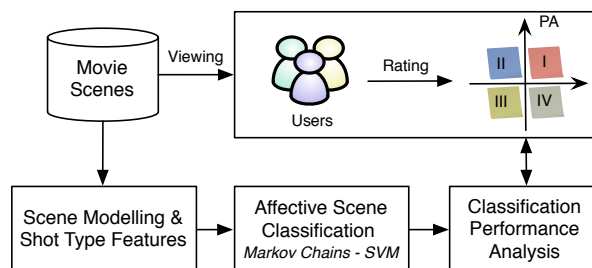 Movie
Scenes
Viewing
Users
Rating
PA
II
I
III
IV
Scene Modelling &
Shot Type Features
Affective Scene
Classification
Markov Chains - SVM
Classification
Performance
Analysis